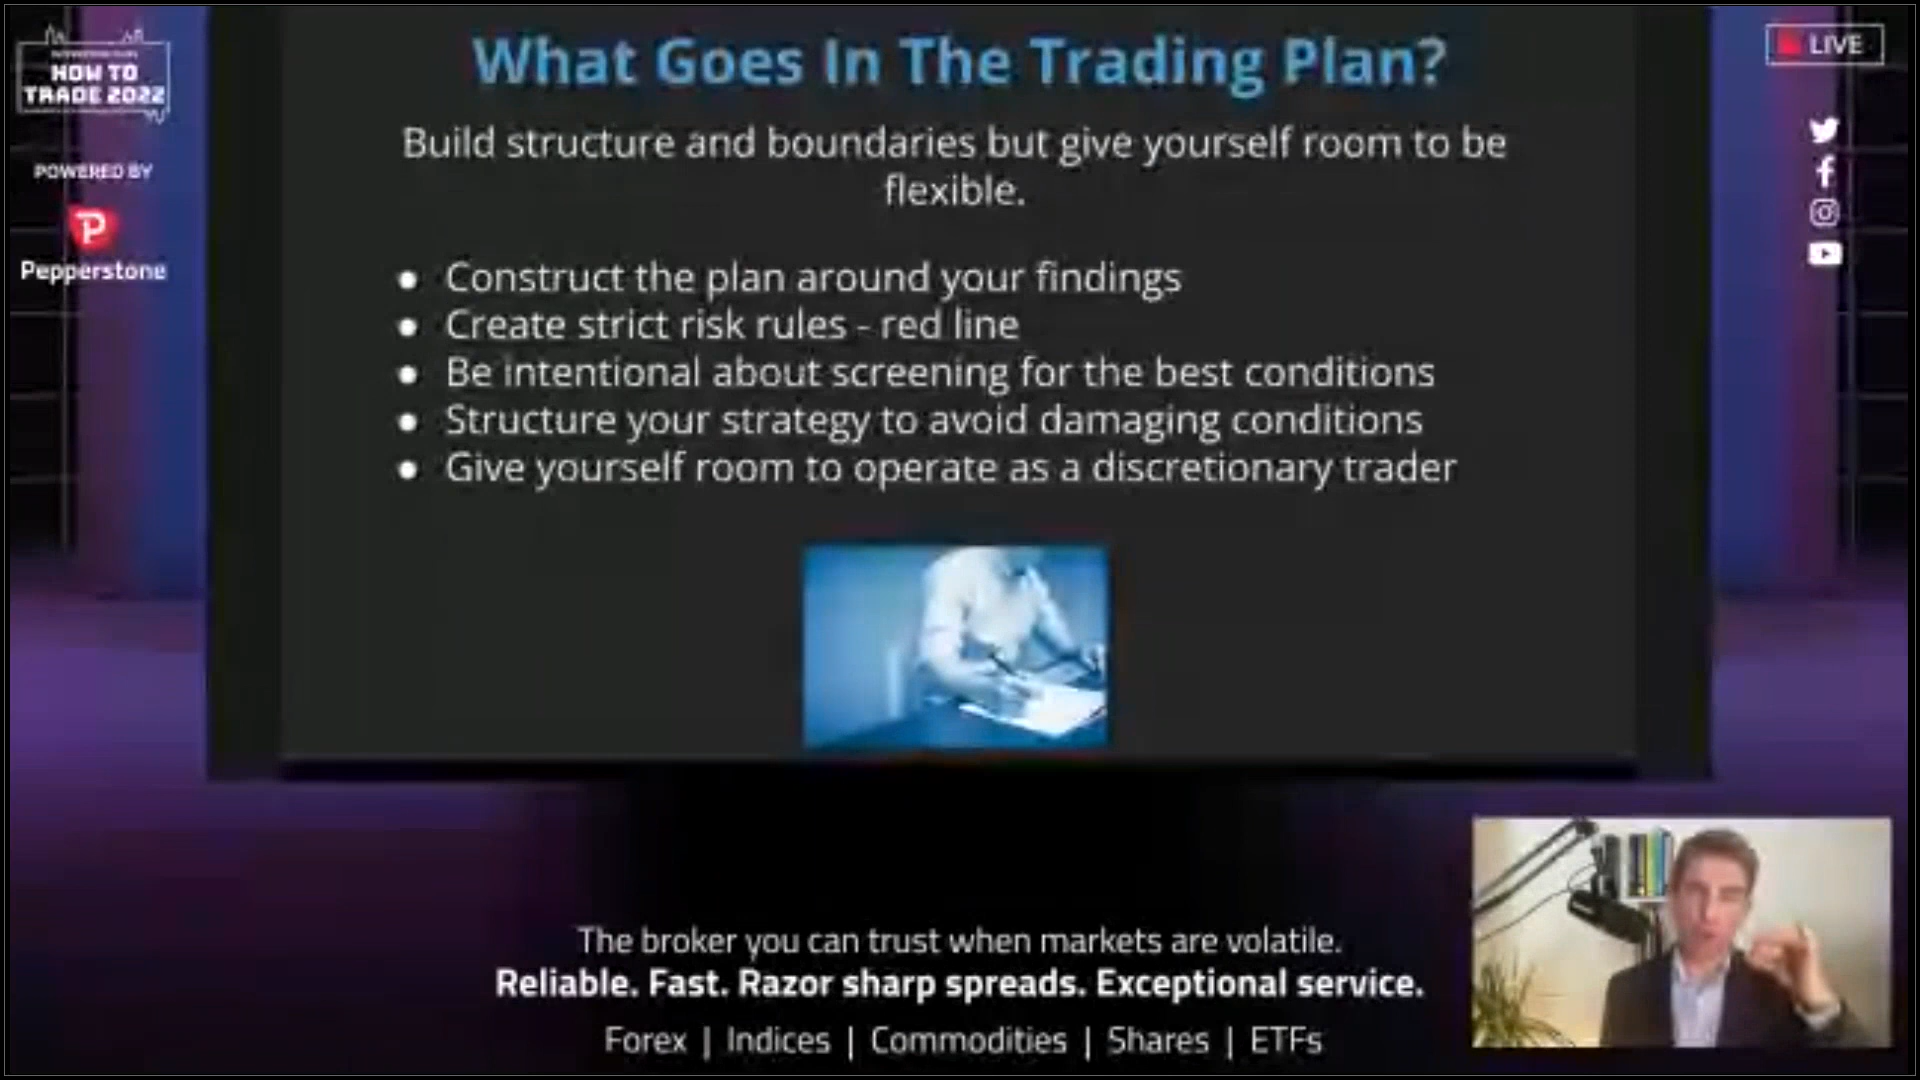 What Goes In The Trading Plan?
Build structure and boundaries but give yourself room to be
flexible.
● Construct the plan around your findings
● Create strict risk rules - red line
● Be intentional about screening for the best conditions
● Structure your strategy to avoid damaging conditions
● Give yourself room to operate as a discretionary trader
HOW TO
TRADE 2022
POWERED BY
Pepperstone
LIVE
The broker you can trust when markets are volatile.
Reliable. Fast. Razor sharp spreads. Exceptional service.
Forex | Indices | Commodities | Shares | ETFs